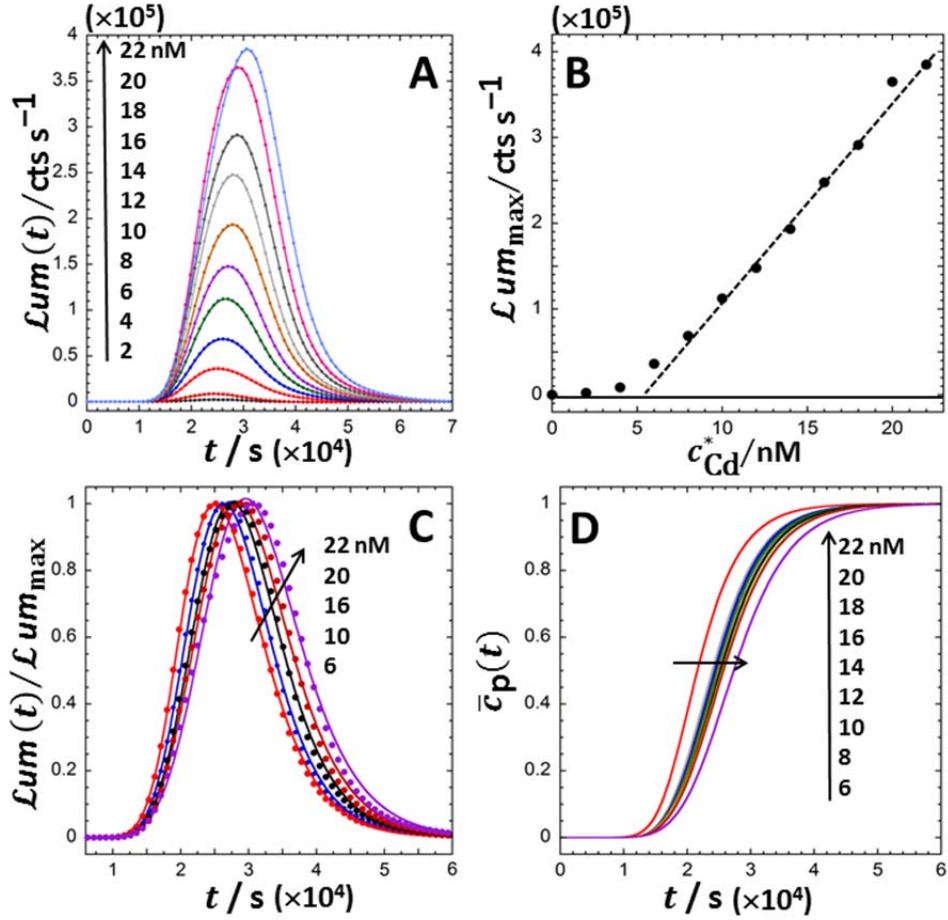 (×10⁵)
22 nM
20
18
16
14
12
10
8
6
4
2
A
4
3.5
3
2.5
2
1.5
1
0.5
0
ℒum (t) / cts s⁻¹
0 1 2 3 4 5 6 7
t / s (×10⁴)
(×10⁵)
B
4
3
2
1
0
ℒ um max / cts s⁻¹
0 5 10 15 20
c*Cd/nM
C
22 nM
20
16
10
6
1
0.8
0.6
0.4
0.2
0
ℒum (t) / ℒ um max
1 2 3 4 5 6
t / s (×10⁴)
D
22 nM
20
18
16
14
12
10
8
6
1
0.8
0.6
0.4
0.2
0
c̄p(t)
0 1 2 3 4 5 6
t / s (×10⁴)